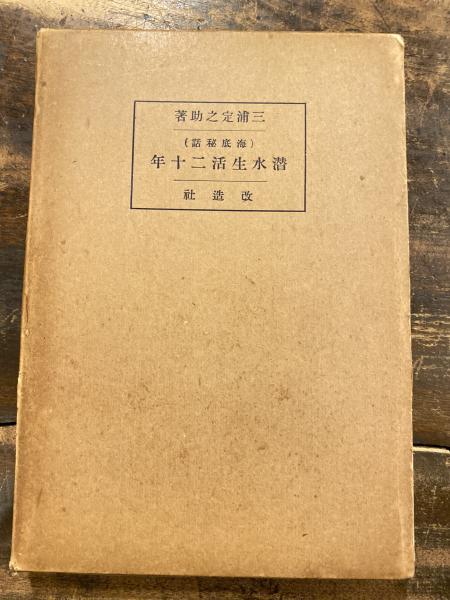 三浦定之助著
(海底秘話)
潜水生活二十年
改造社